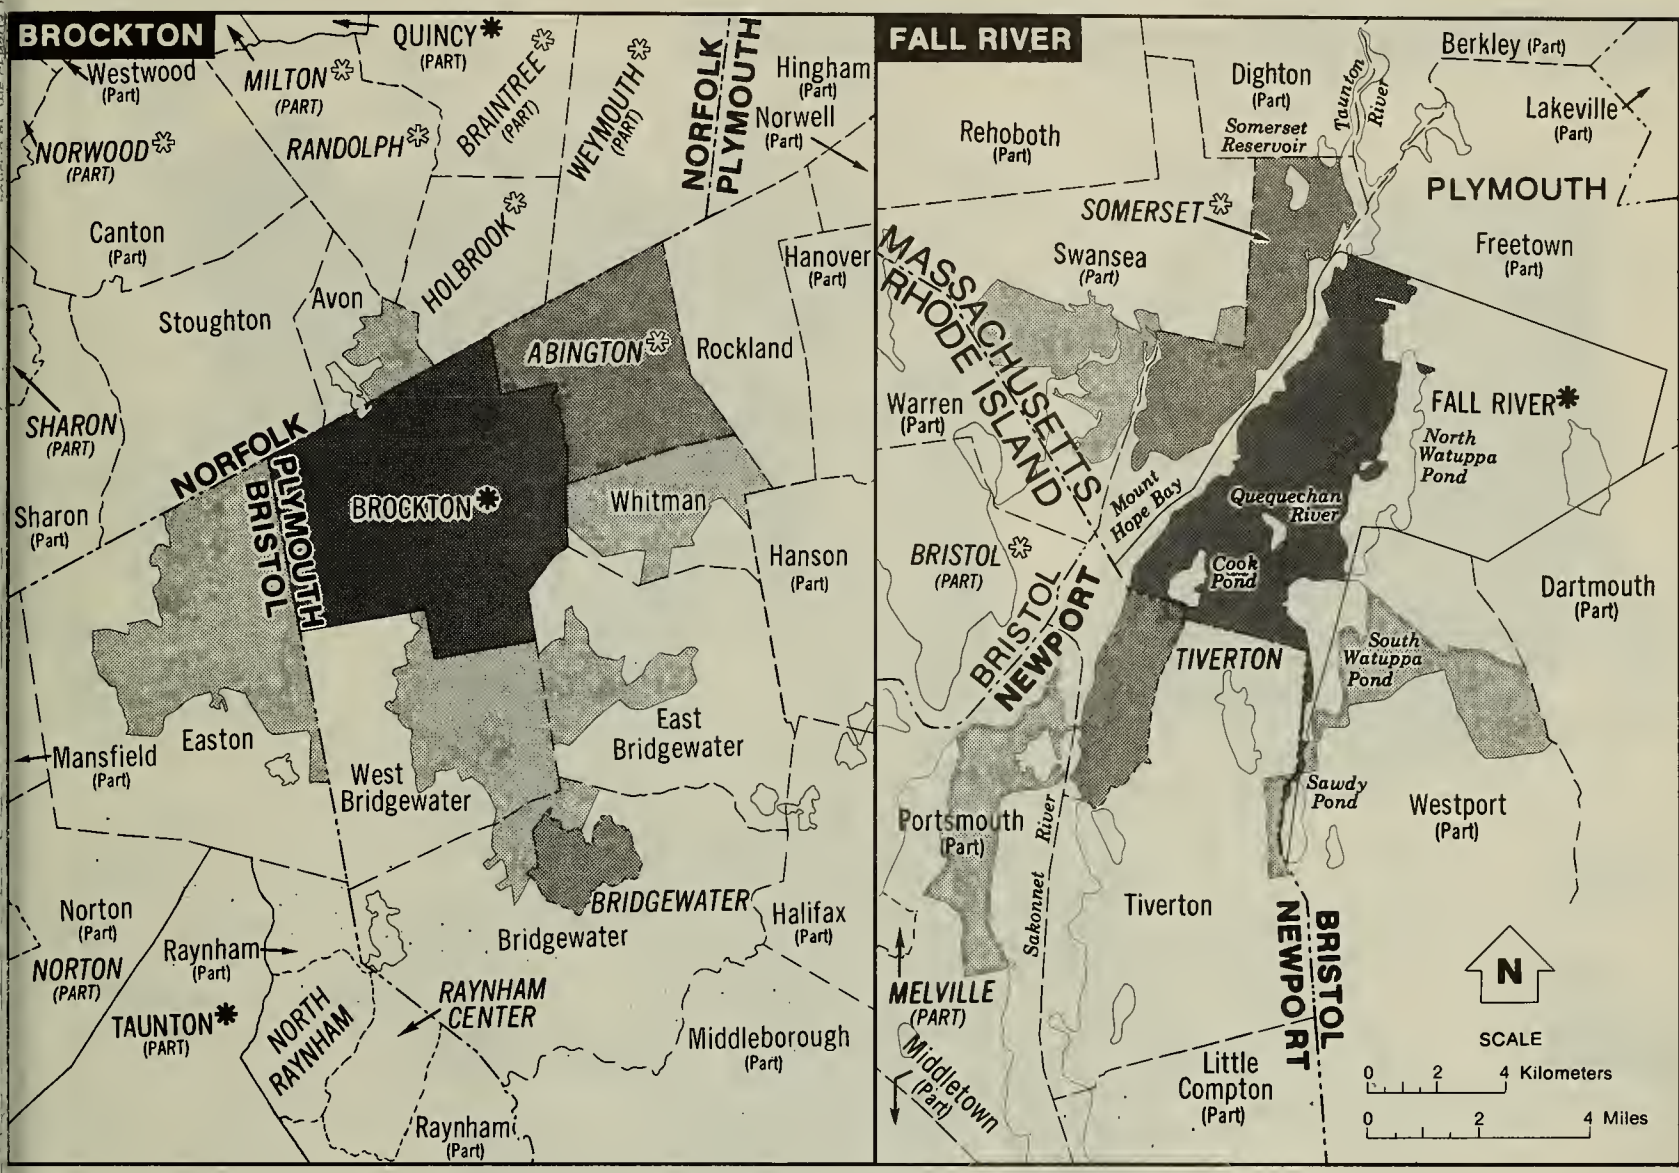 BROCKTON
QUINCY✱
(PART)
Westwood
(Part)
MILTON
(PART)
BRAINTREE
(PART)
WEYMOUTH
(PART)
NORFOLK
PLYMOUTH
Hingham
(Part)
Norwell
(Part)
NORWOOD
(PART)
RANDOLPH
Canton
(Part)
HOLBROOK
Hanover
(Part)
Avon
Stoughton
ABINGTON
Rockland
SHARON
(PART)
NORFOLK
PLYMOUTH
BRISTOL
BROCKTON✱
Whitman
Sharon
(Part)
Hanson
(Part)
Mansfield
(Part)
Easton
East
Bridgewater
West
Bridgewater
BRIDGEWATER
Norton
(Part)
Raynham
(Part)
Bridgewater
Halifax
(Part)
NORTON
(PART)
TAUNTON✱
(PART)
NORTH
RAYNHAM
RAYNHAM
CENTER
Middleborough
(Part)
Raynham
(Part)
FALL RIVER
Berkley (Part)
Dighton
(Part)
Taunton
River
Lakeville
(Part)
Somerset
Reservoir
Rehoboth
(Part)
PLYMOUTH
SOMERSET
Swansea
(Part)
Freetown
(Part)
MASSACHUSETTS
RHODE ISLAND
Warren
(Part)
FALL RIVER✱
North
Watuppa
Pond
Mount
Hope Bay
Quequechan
River
BRISTOL
(PART)
Cook
Pond
Dartmouth
(Part)
BRISTOL
NEWPORT
TIVERTON
South
Watuppa
Pond
Sawdy
Pond
Portsmouth
(Part)
Westport
(Part)
Sakonnet River
Tiverton
NEWPORT
BRISTOL
N
MELVILLE
(PART)
Middletown
(Part)
Little
Compton
(Part)
SCALE
0 2 4 Kilometers
0 2 4 Miles